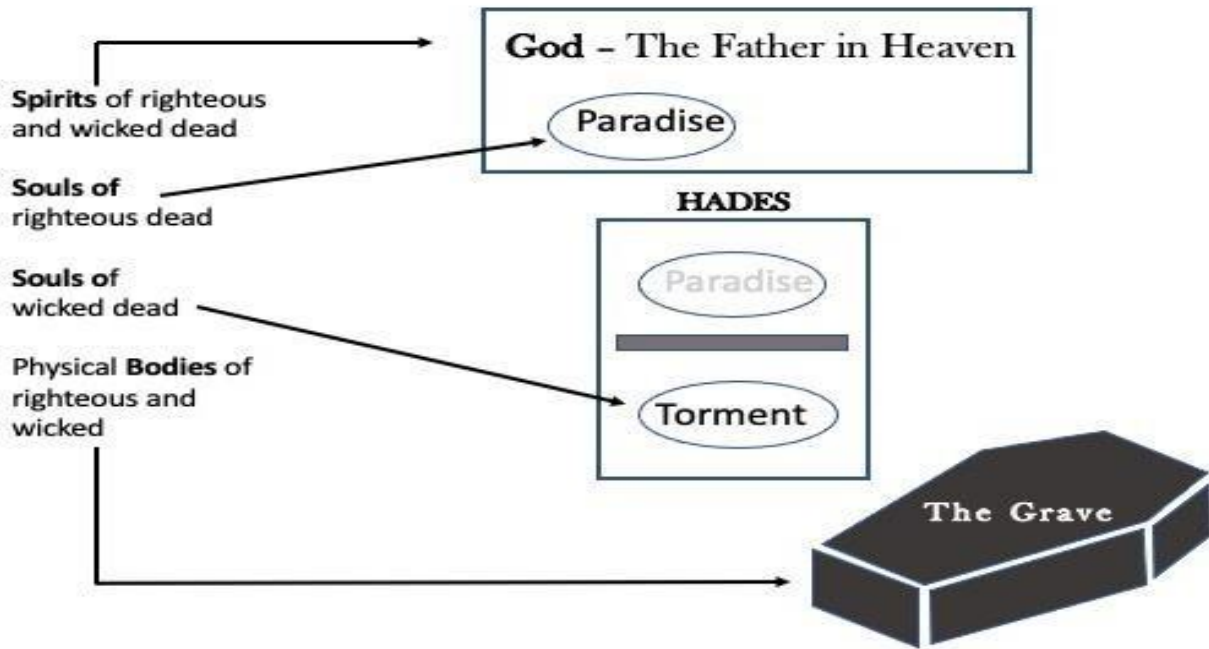 God – The Father in Heaven
Spirits of righteous
and wicked dead
Paradise
Souls of
righteous dead
HADES
Souls of
wicked dead
Paradise
Physical Bodies of
righteous and
wicked
Torment
The Grave